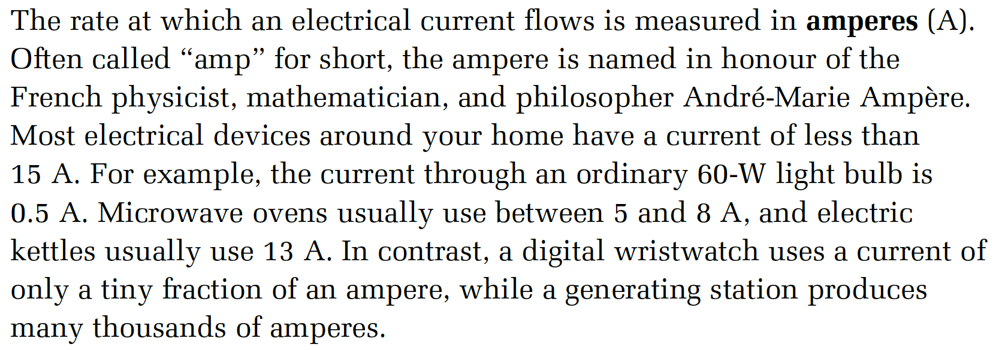 The rate at which an electrical current flows is measured in amperes (A).
Often called “amp” for short, the ampere is named in honour of the
French physicist, mathematician, and philosopher André-Marie Ampère.
Most electrical devices around your home have a current of less than
15 A. For example, the current through an ordinary 60-W light bulb is
0.5 A. Microwave ovens usually use between 5 and 8 A, and electric
kettles usually use 13 A. In contrast, a digital wristwatch uses a current of
only a tiny fraction of an ampere, while a generating station produces
many thousands of amperes.